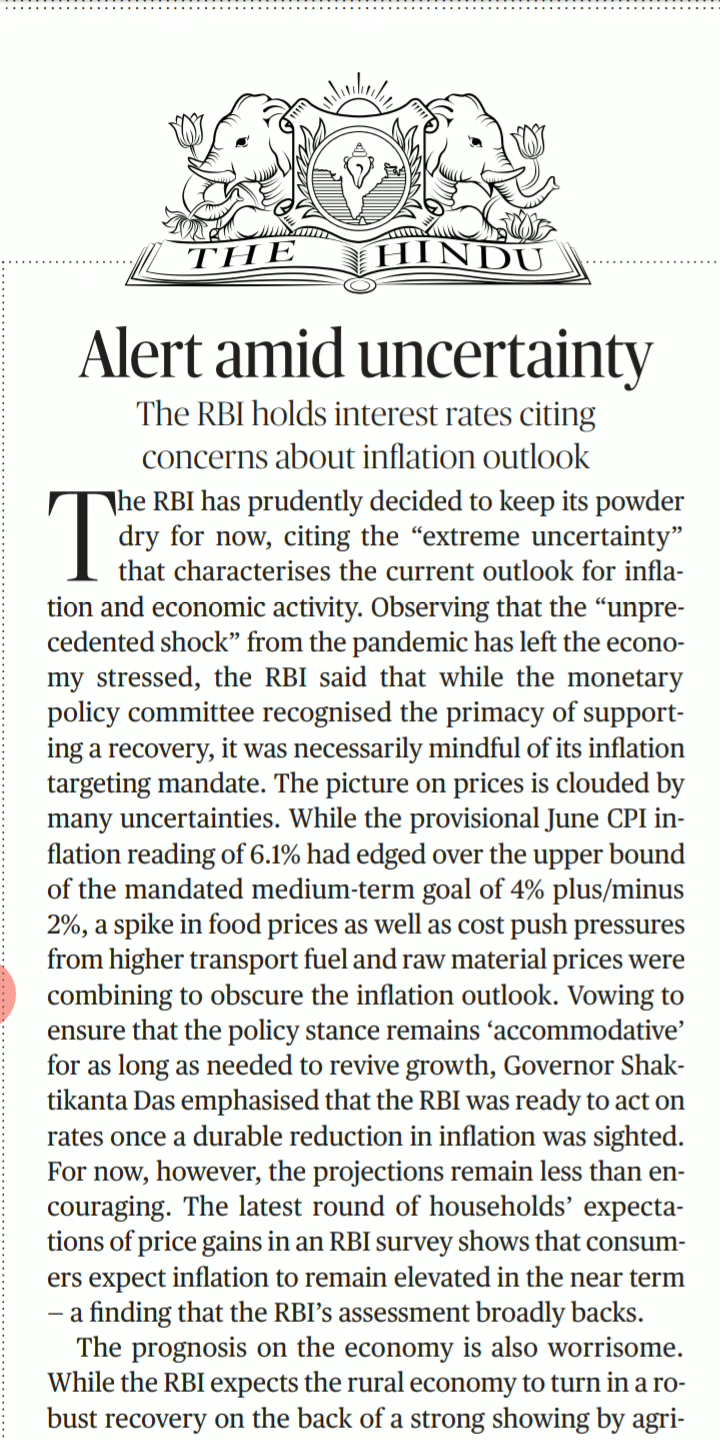 THE HINDU
Alert amid uncertainty
The RBI holds interest rates citing
concerns about inflation outlook
The RBI has prudently decided to keep its powder
dry for now, citing the “extreme uncertainty”
that characterises the current outlook for infla-
tion and economic activity. Observing that the “unpre-
cedented shock” from the pandemic has left the econo-
my stressed, the RBI said that while the monetary
policy committee recognised the primacy of support-
ing a recovery, it was necessarily mindful of its inflation
targeting mandate. The picture on prices is clouded by
many uncertainties. While the provisional June CPI in-
flation reading of 6.1% had edged over the upper bound
of the mandated medium-term goal of 4% plus/minus
2%, a spike in food prices as well as cost push pressures
from higher transport fuel and raw material prices were
combining to obscure the inflation outlook. Vowing to
ensure that the policy stance remains ‘accommodative’
for as long as needed to revive growth, Governor Shak-
tikanta Das emphasised that the RBI was ready to act on
rates once a durable reduction in inflation was sighted.
For now, however, the projections remain less than en-
couraging. The latest round of households’ expecta-
tions of price gains in an RBI survey shows that consum-
ers expect inflation to remain elevated in the near term
– a finding that the RBI’s assessment broadly backs.
The prognosis on the economy is also worrisome.
While the RBI expects the rural economy to turn in a ro-
bust recovery on the back of a strong showing by agri-